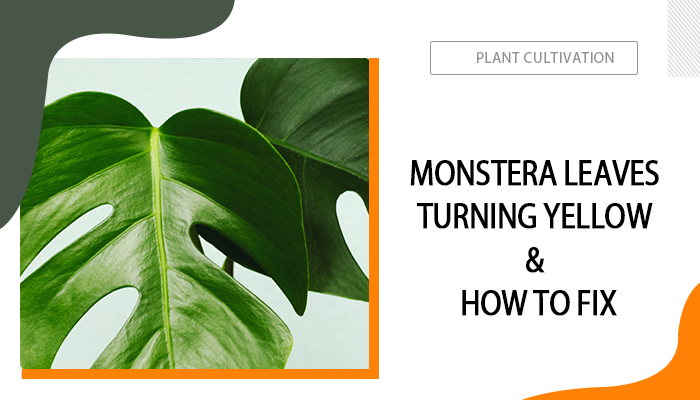 PLANT CULTIVATION
MONSTERA LEAVES
TURNING YELLOW
&
HOW TO FIX